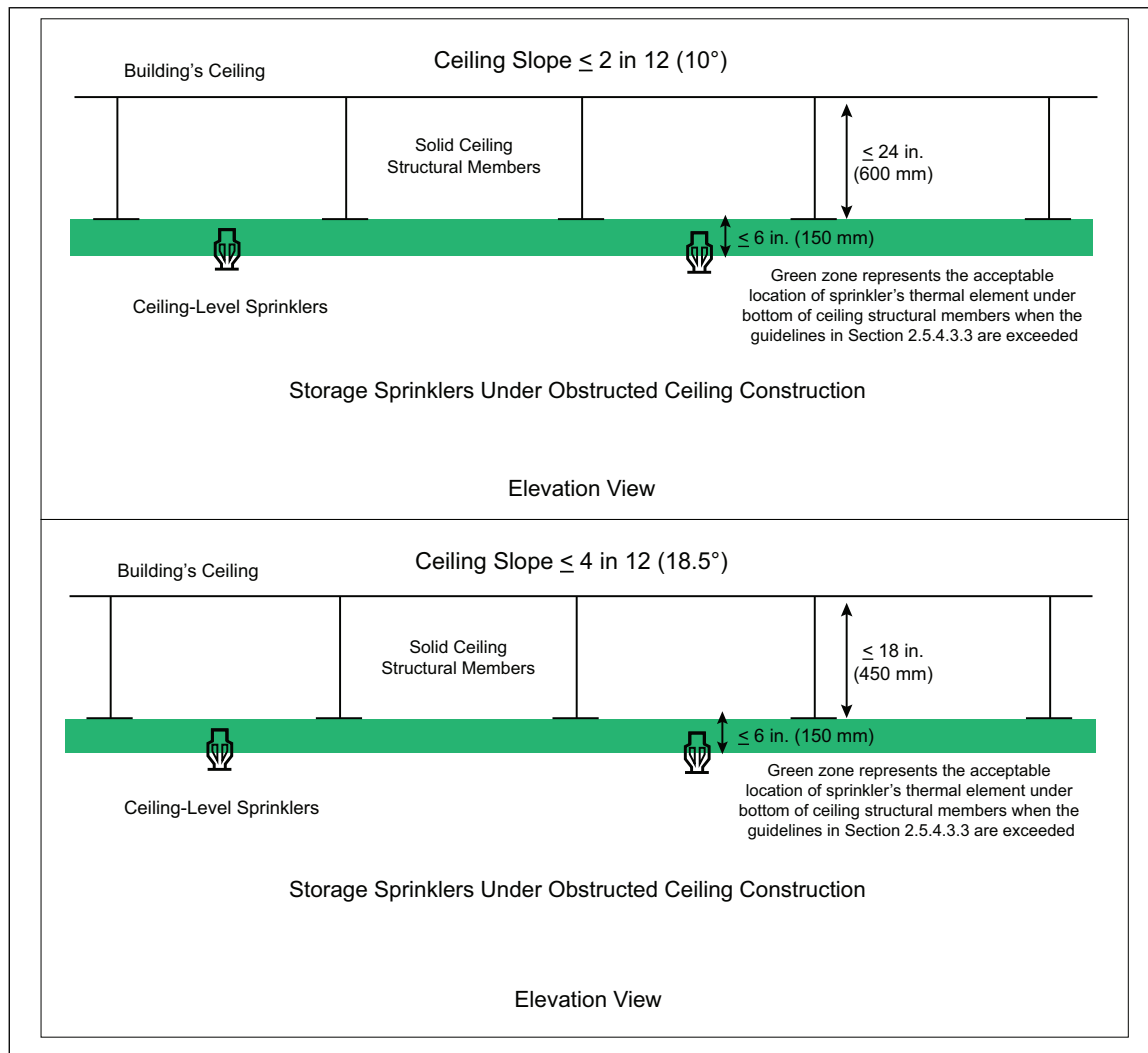 Ceiling Slope ≤ 2 in 12 (10°)
Building’s Ceiling
Solid Ceiling
Structural Members
≤ 24 in.
(600 mm)
≤ 6 in. (150 mm)
Ceiling-Level Sprinklers
Green zone represents the acceptable
location of sprinkler’s thermal element under
bottom of ceiling structural members when the
guidelines in Section 2.5.4.3.3 are exceeded
Storage Sprinklers Under Obstructed Ceiling Construction
Elevation View
Ceiling Slope ≤ 4 in 12 (18.5°)
Building’s Ceiling
Solid Ceiling
Structural Members
≤ 18 in.
(450 mm)
≤ 6 in. (150 mm)
Ceiling-Level Sprinklers
Green zone represents the acceptable
location of sprinkler’s thermal element under
bottom of ceiling structural members when the
guidelines in Section 2.5.4.3.3 are exceeded
Storage Sprinklers Under Obstructed Ceiling Construction
Elevation View